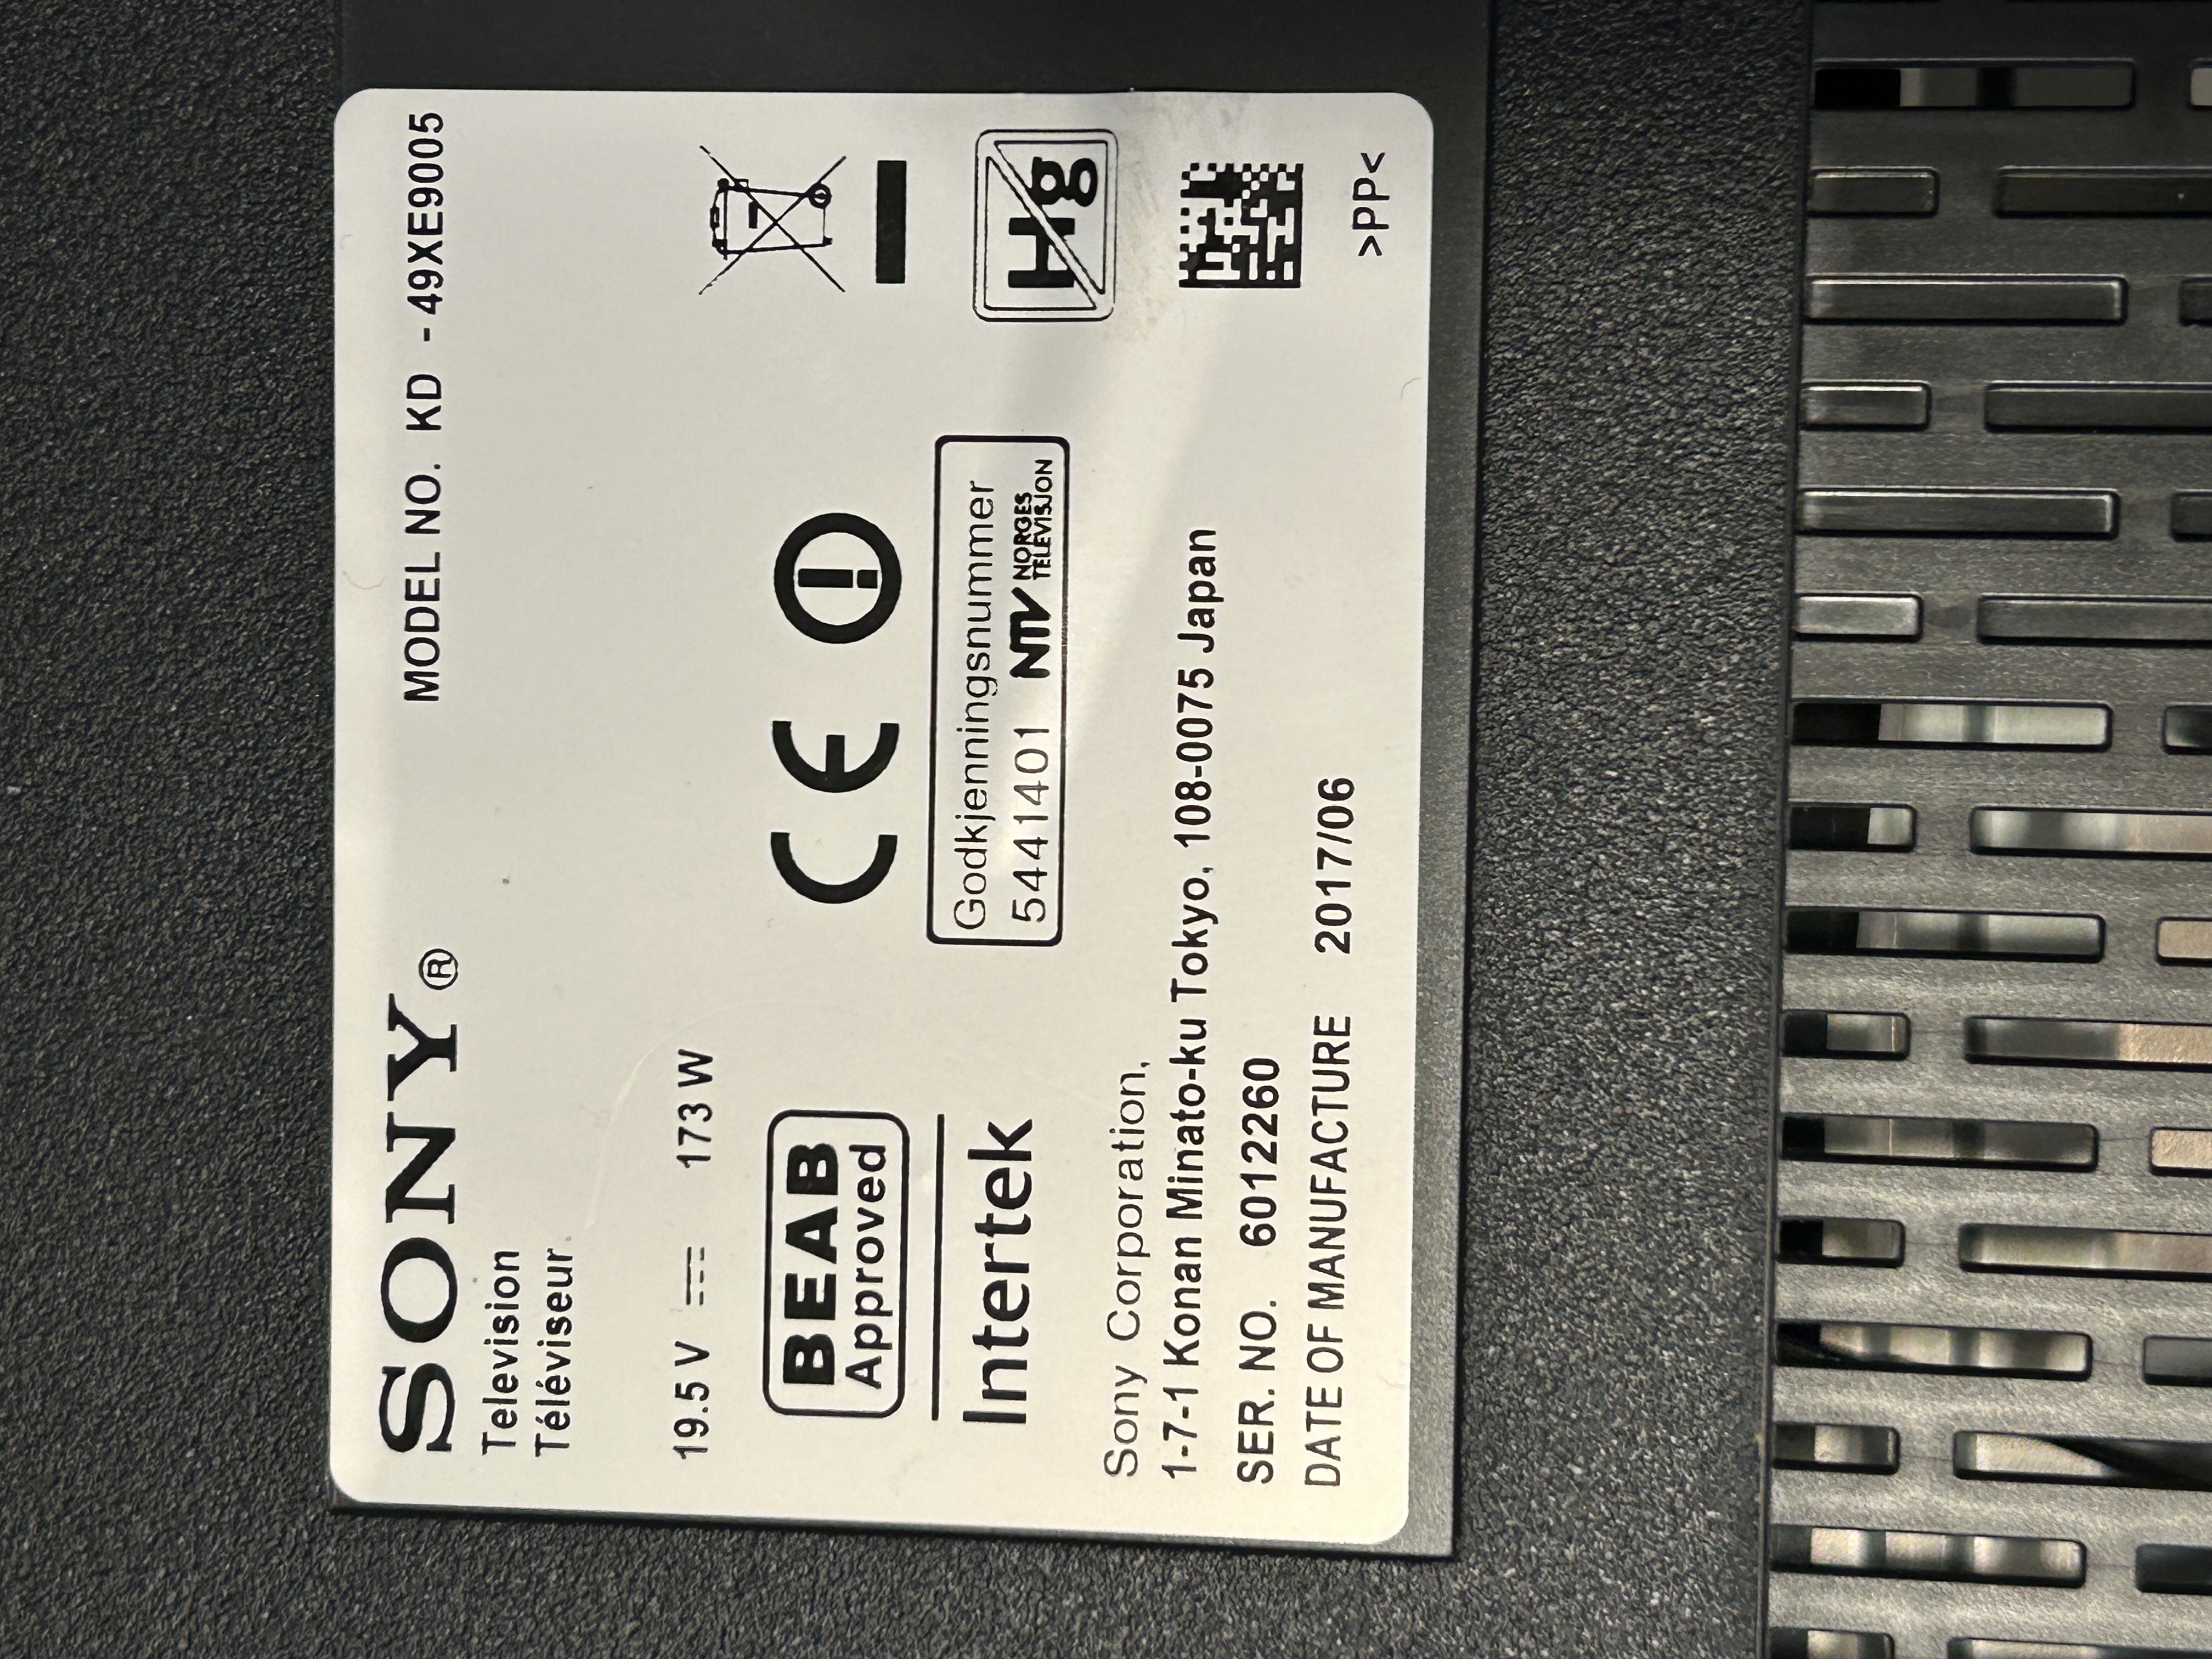 SONY®
MODEL NO. KD - 49XE9005
Television
Téléviseur
19.5 V 173 W
BEAB
Approved
CE
Intertek
Godkjenningsnummer
54414401 NTV NORGES
TELEVISJON
Hg
Sony Corporation,
1-7-1 Konan Minato-ku Tokyo, 108-0075 Japan
SER. NO. 6012260
DATE OF MANUFACTURE 2017/06
>PP<